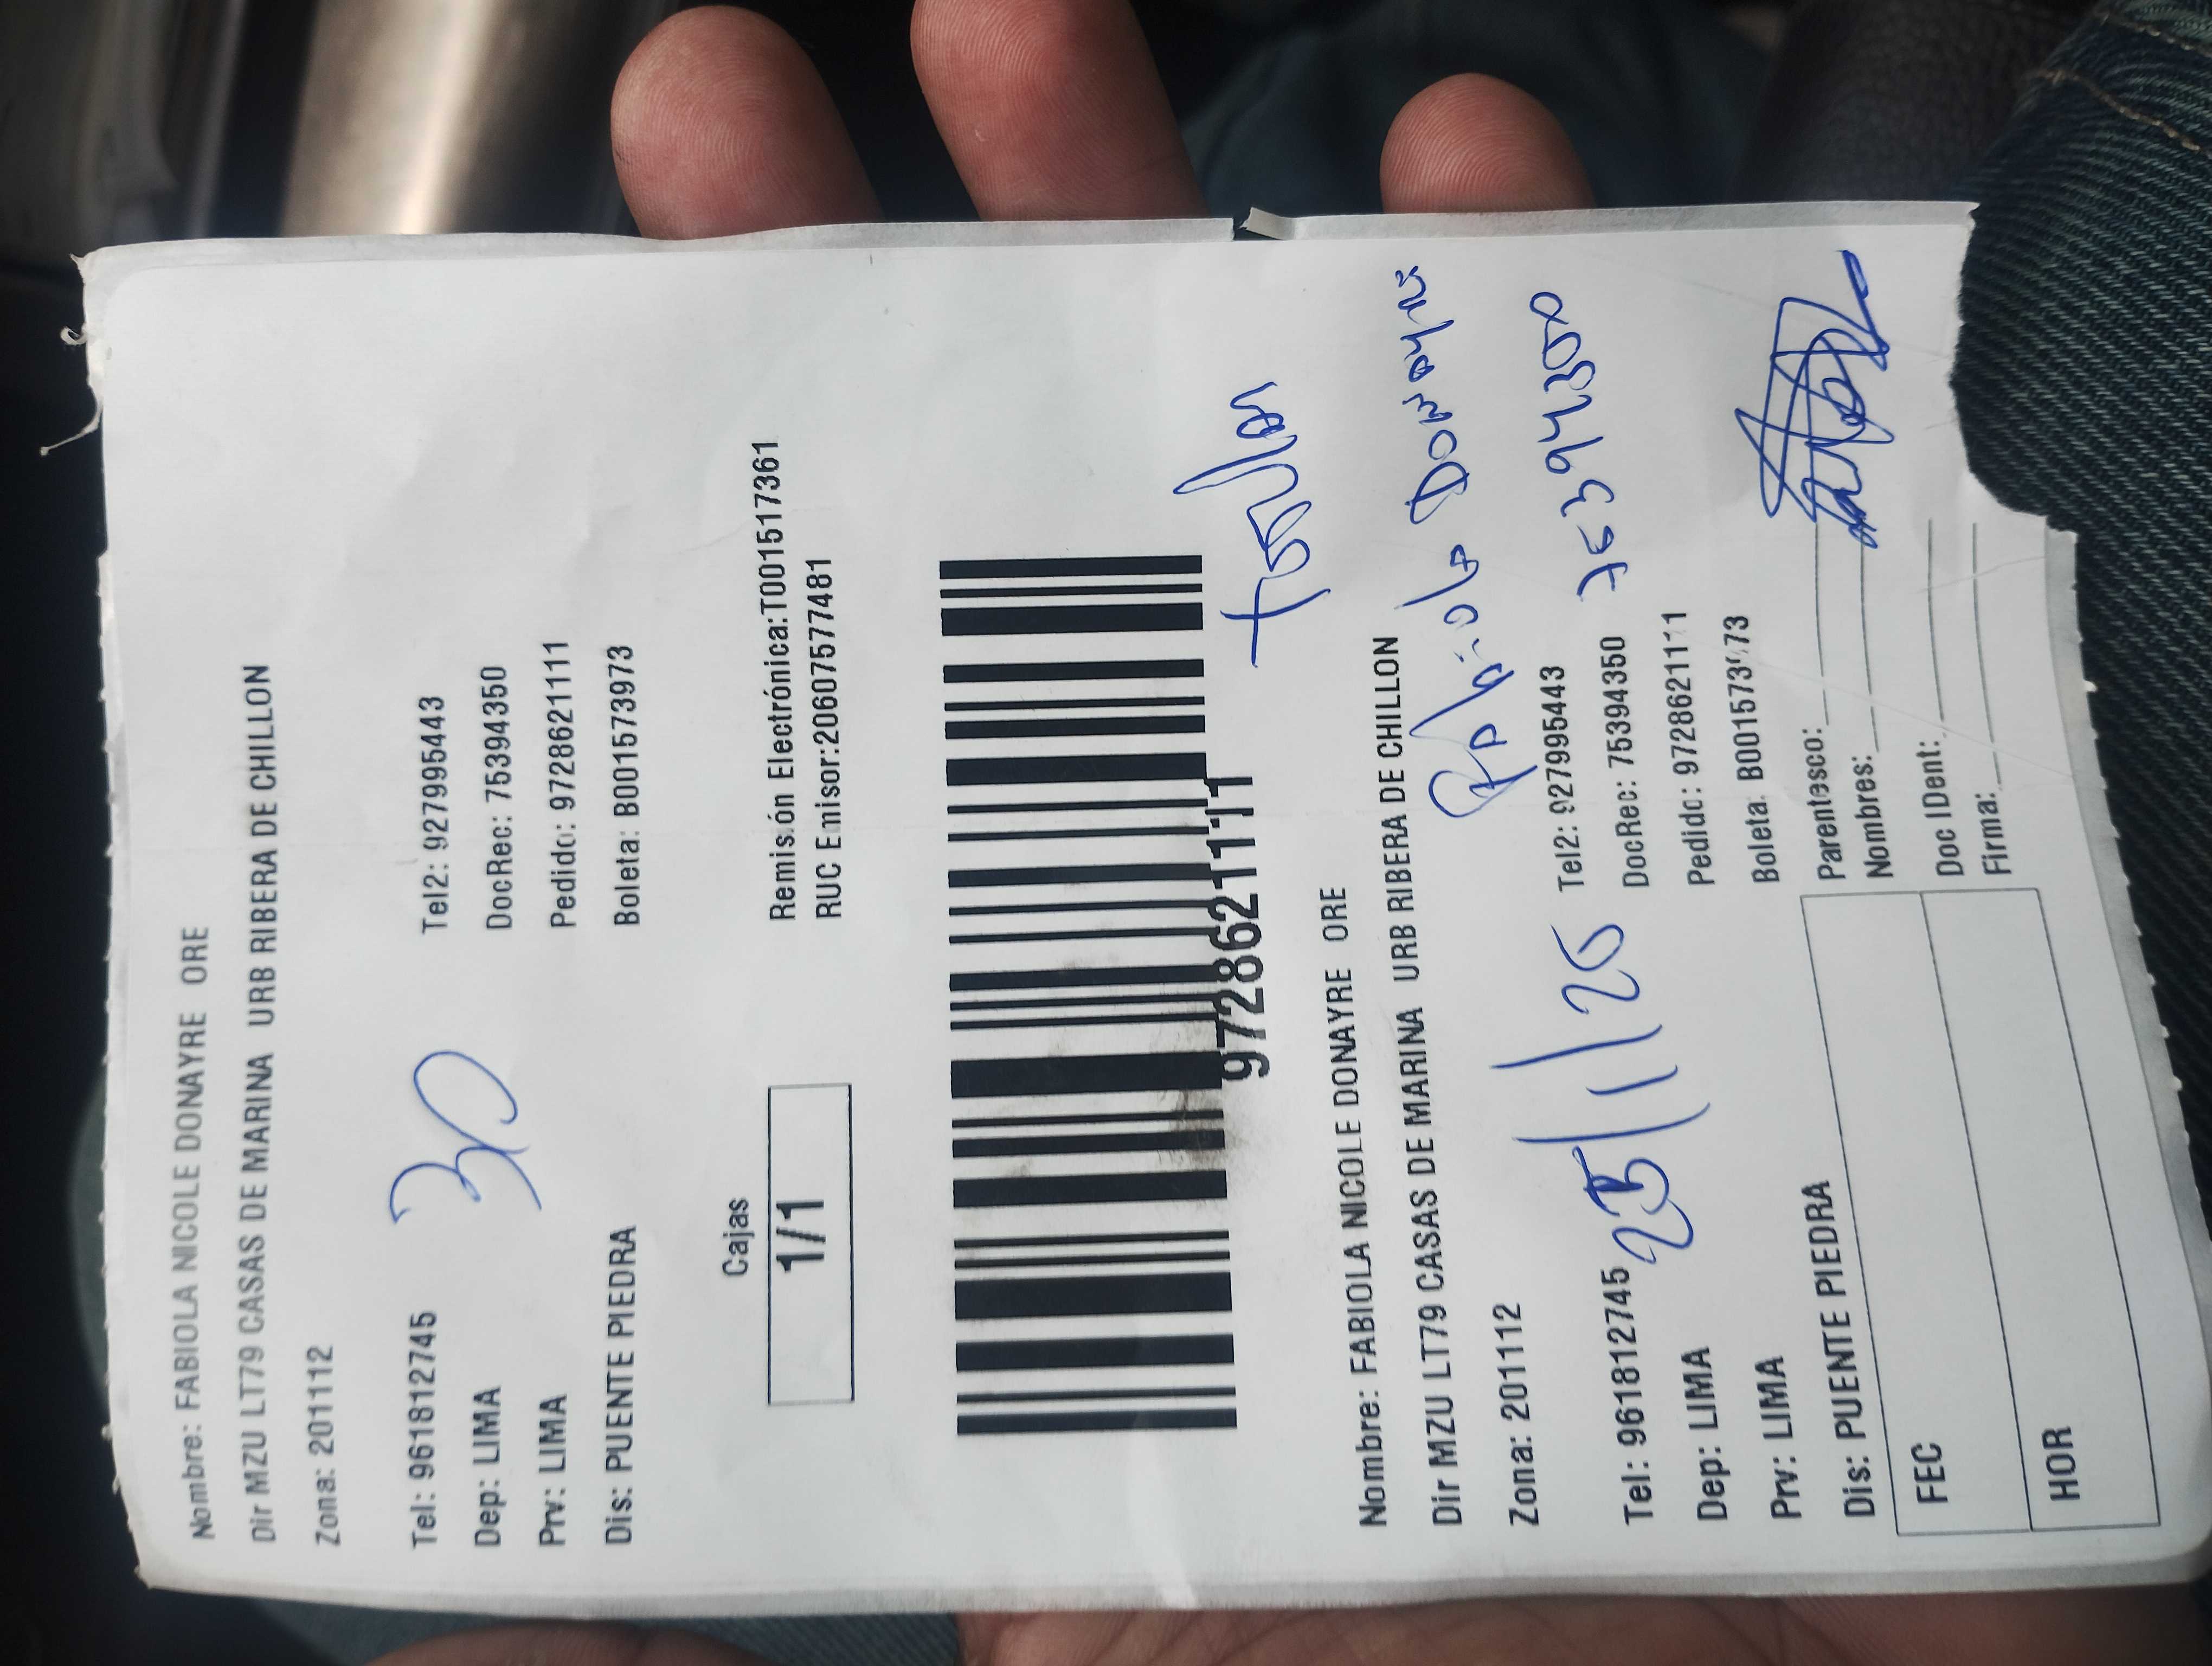 Nombre: FABIOLA NICOLE DONAYRE ORE
Dir MZU LT79 CASAS DE MARINA URB RIBERA DE CHILLON
Zona: 201112
30
Tel: 961812745 Tel2: 927995443
Dep: LIMA DocRec: 75394350
Prv: LIMA Pedido: 972862111
Dis: PUENTE PIEDRA Boleta: B001573973
Cajas
1/1
Remisión Electrónica:T001517361
RUC Emisor:20607577481
972862111
Nombre: FABIOLA NICOLE DONAYRE ORE
Dir MZU LT79 CASAS DE MARINA URB RIBERA DE CHILLON
Zona: 201112
Tel: 961812745 Tel2: 927995443
Dep: LIMA DocRec: 75394350
Prv: LIMA Pedido: 972862111
Dis: PUENTE PIEDRA Boleta: B001573973
FEC Parentesco:
Nombres:
HOR Doc IDent:
Firma: